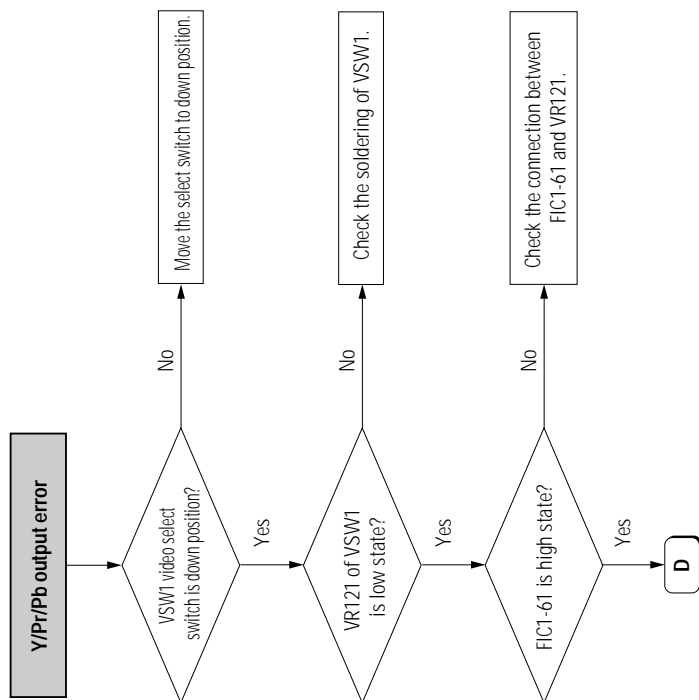 Y/Pr/Pb output error
VSW1 video select
switch is down position?
No
Move the select switch to down position.
Yes
VR121 of VSW1
is low state?
No
Check the soldering of VSW1.
Yes
FIC1-61 is high state?
No
Check the connection between
FIC1-61 and VR121.
Yes
D